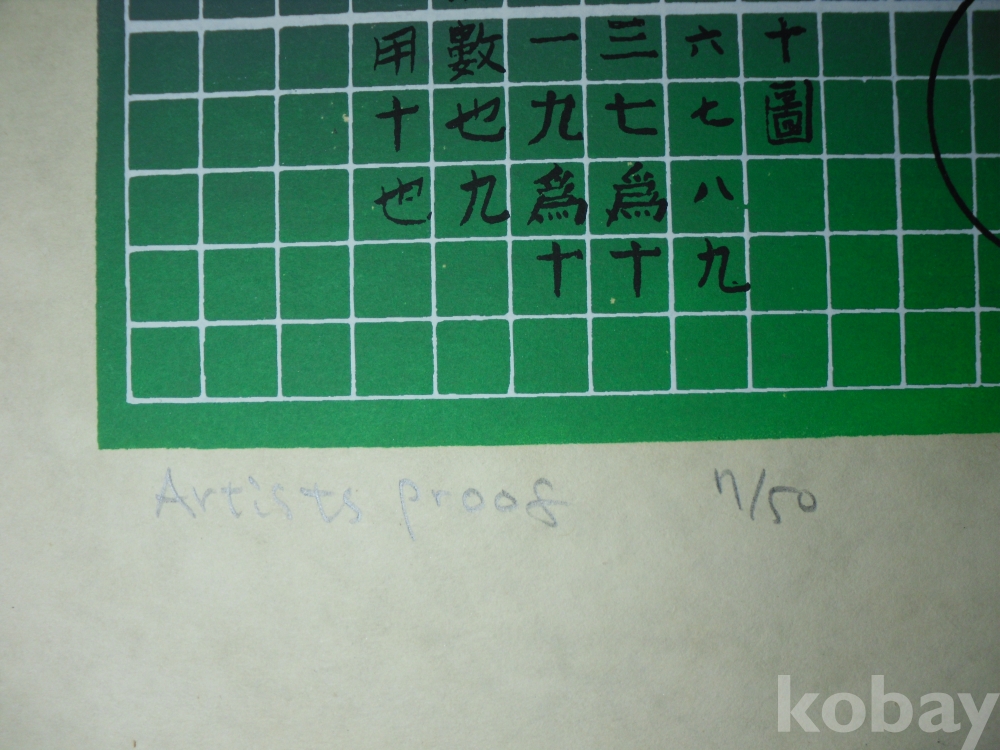 十圖
六七八九
三七爲十
一九爲十
數也九
用十也
Artists proof 7/50
kobay